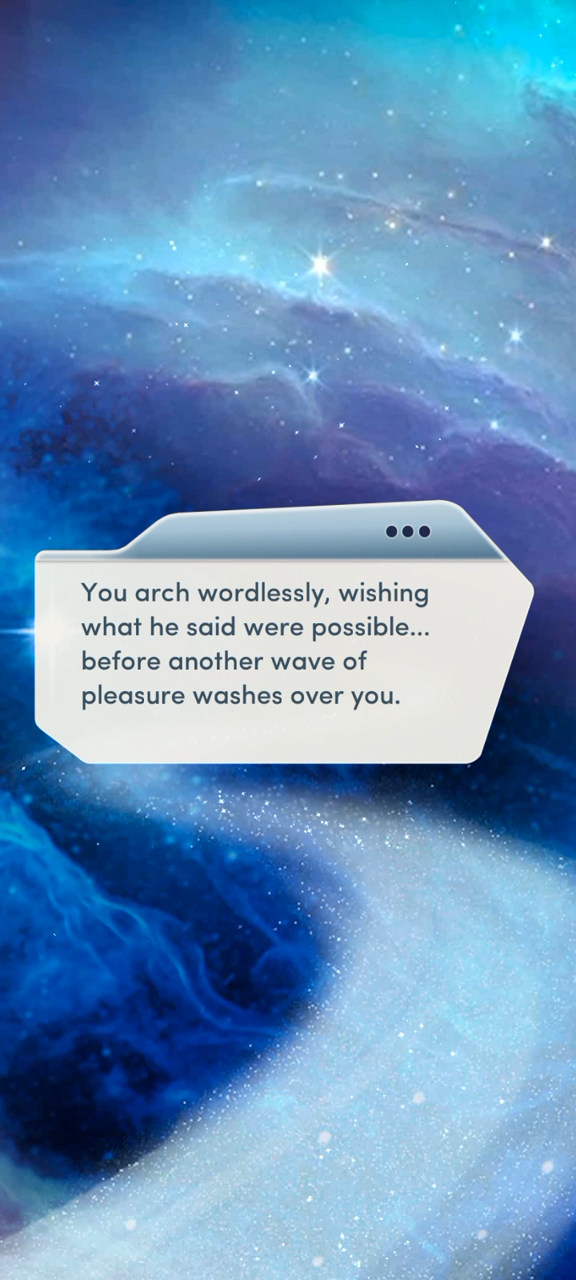 You arch wordlessly, wishing
what he said were possible...
before another wave of
pleasure washes over you.